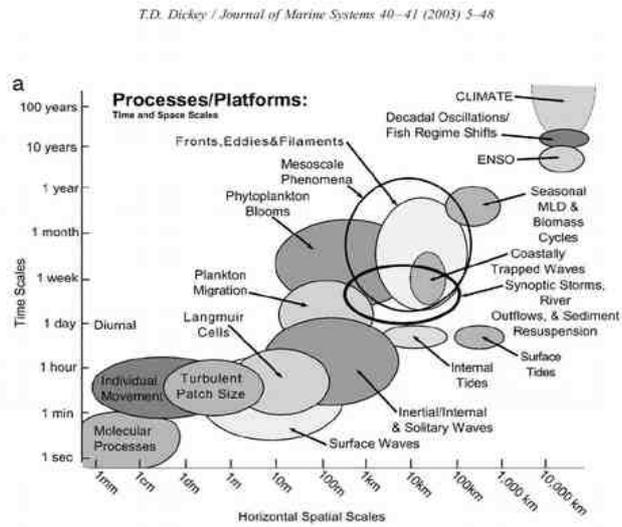 T.D. Dickey / Journal of Marine Systems 40–41 (2003) 5–48
a
Processes/Platforms:
Time and Space Scales
CLIMATE
Decadal Oscillations/
Fish Regime Shifts
ENSO
Fronts,Eddies&Filaments
Mesoscale
Phenomena
Phytoplankton
Blooms
Seasonal
MLD &
Biomass
Cycles
Coastally
Trapped Waves
Synoptic Storms,
River
Outflows, & Sediment
Resuspension
Plankton
Migration
Langmuir
Cells
Diurnal
Internal
Tides
Surface
Tides
Individual
Movement
Turbulent
Patch Size
Inertial/Internal
& Solitary Waves
Surface Waves
Molecular
Processes
Time Scales
100 years
10 years
1 year
1 month
1 week
1 day
1 hour
1 min
1 sec
1mm
1cm
1dm
1m
10m
100m
1km
10km
100km
1,000 km
10,000 km
Horizontal Spatial Scales